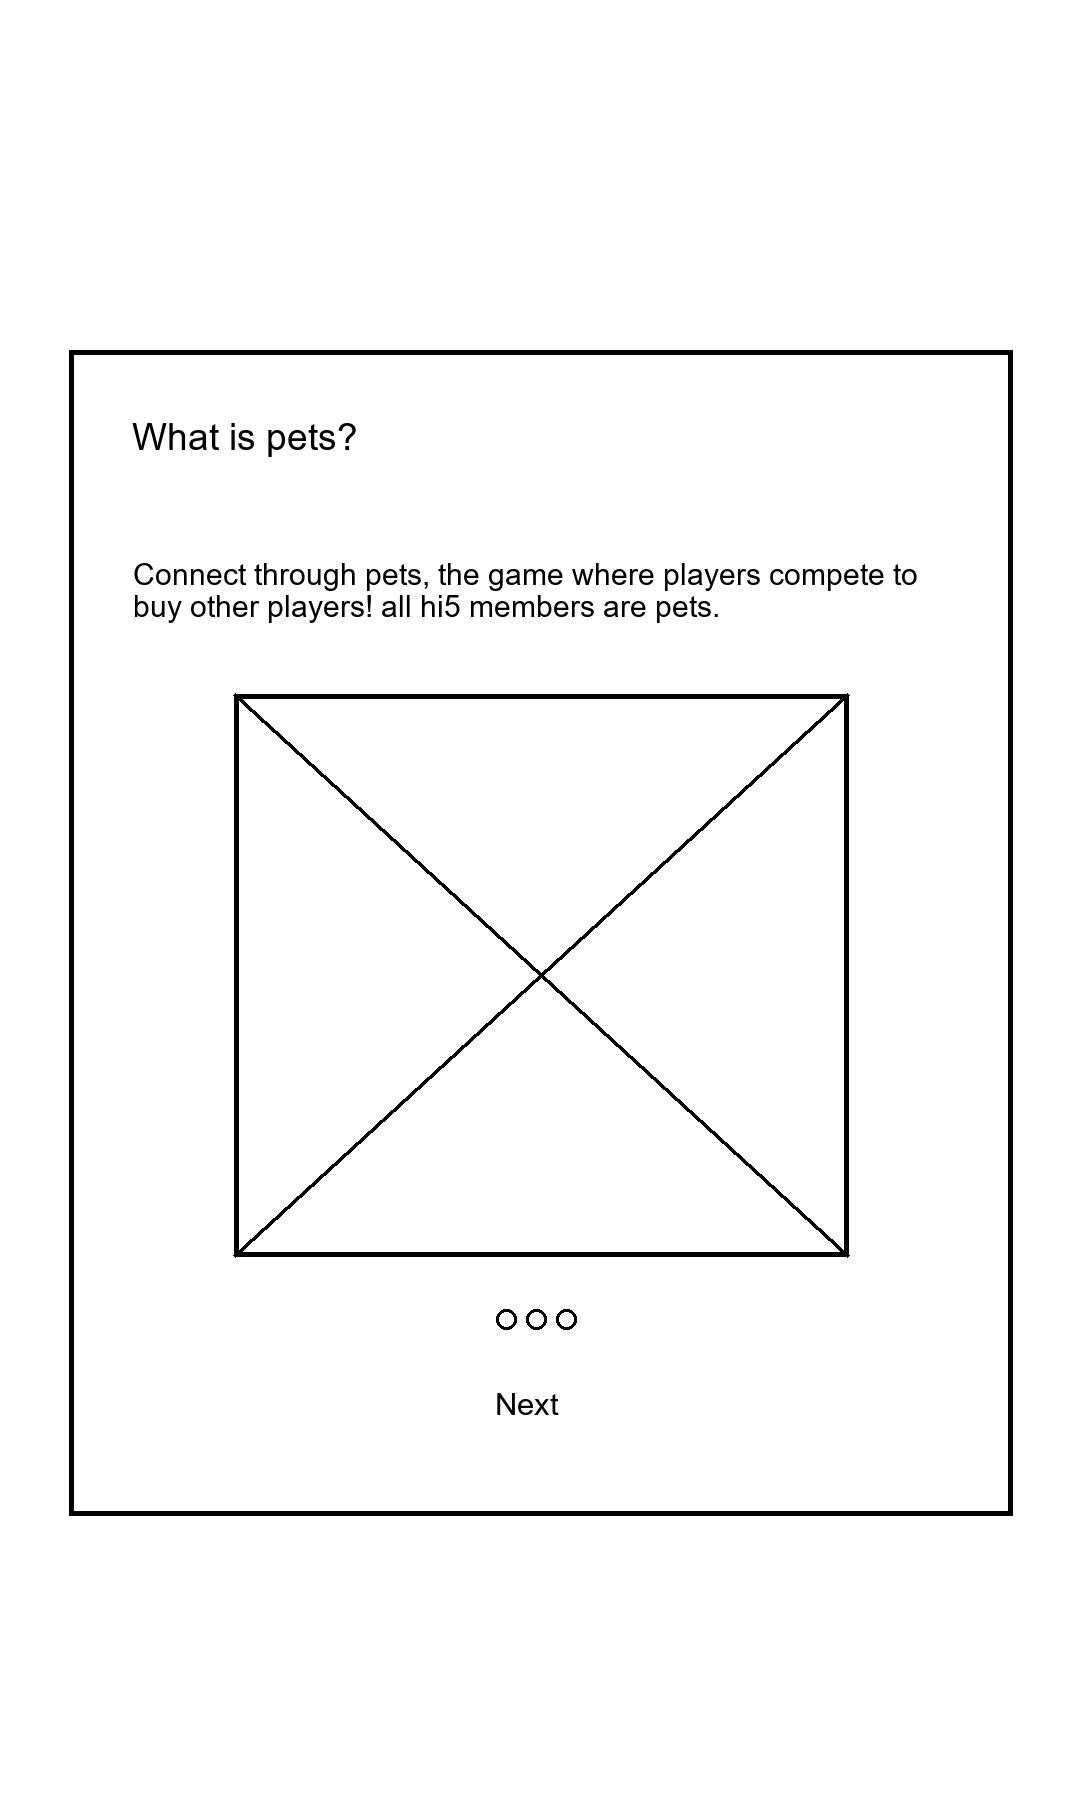 What is pets?
Connect through pets, the game where players compete to
buy other players! all hi5 members are pets.
Next